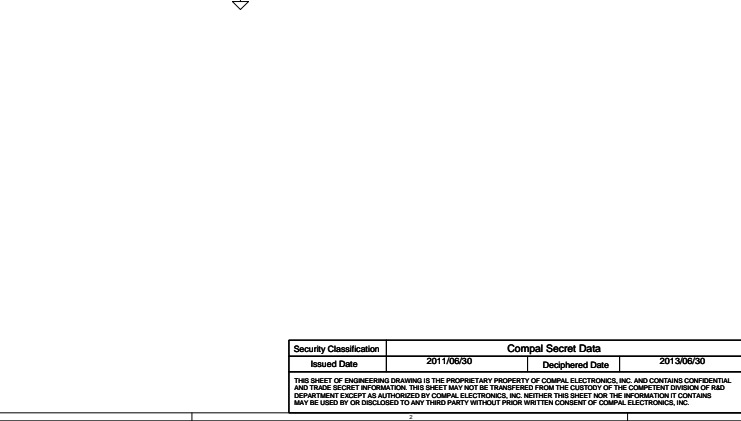 Security Classification Compal Secret Data
Issued Date 2011/06/30 Deciphered Date 2013/06/30
THIS SHEET OF ENGINEERING DRAWING IS THE PROPRIETARY PROPERTY OF COMPAL ELECTRONICS, INC. AND CONTAINS CONFIDENTIAL
AND TRADE SECRET INFORMATION. THIS SHEET MAY NOT BE TRANSFERED FROM THE CUSTODY OF THE COMPETENT DIVISION OF R&D
DEPARTMENT EXCEPT AS AUTHORIZED BY COMPAL ELECTRONICS, INC. NEITHER THIS SHEET NOR THE INFORMATION IT CONTAINS
MAY BE USED BY OR DISCLOSED TO ANY THIRD PARTY WITHOUT PRIOR WRITTEN CONSENT OF COMPAL ELECTRONICS, INC.
2